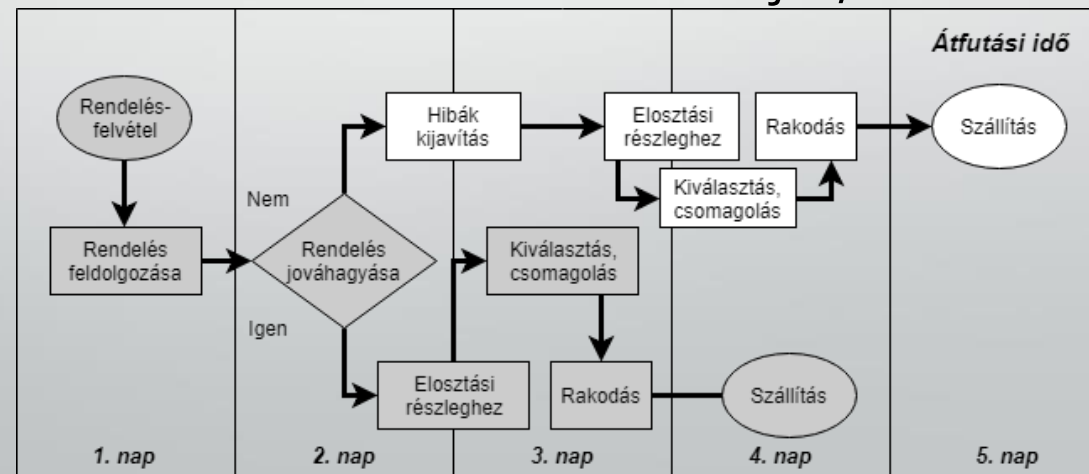 Átfutási idő
Rendelés-
felvétel
Hibák
kijavítás
Elosztási
részleghez
Rakodás
Szállítás
Kiválasztás,
csomagolás
Nem
Rendelés
feldolgozása
Rendelés
jováhagyása
Kiválasztás,
csomagolás
Igen
Elosztási
részleghez
Rakodás
Szállítás
1. nap
2. nap
3. nap
4. nap
5. nap